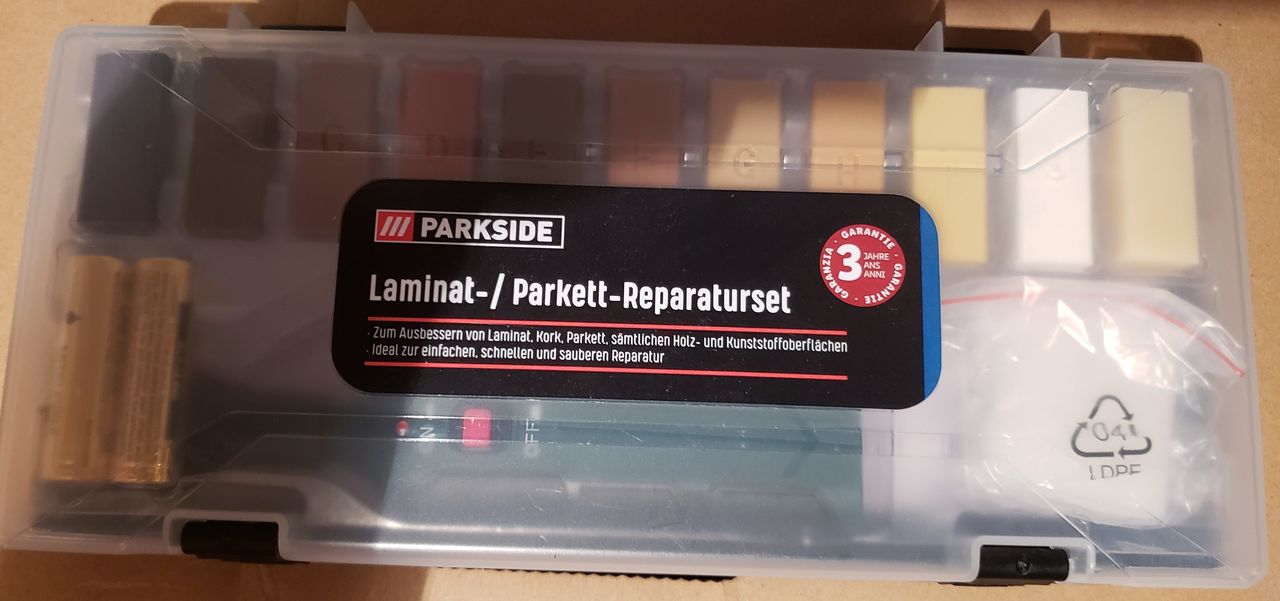 C D E F G H I J
PARKSIDE
Laminat-/ Parkett-Reparaturset
· Zum Ausbessern von Laminat, Kork, Parkett, sämtlichen Holz- und Kunststoffoberflächen
· Ideal zur einfachen, schnellen und sauberen Reparatur
GARANTIE · GARANTIE · GARANZIA ·
3 JAHRE
ANS
ANNI
OFF
04
LDPE